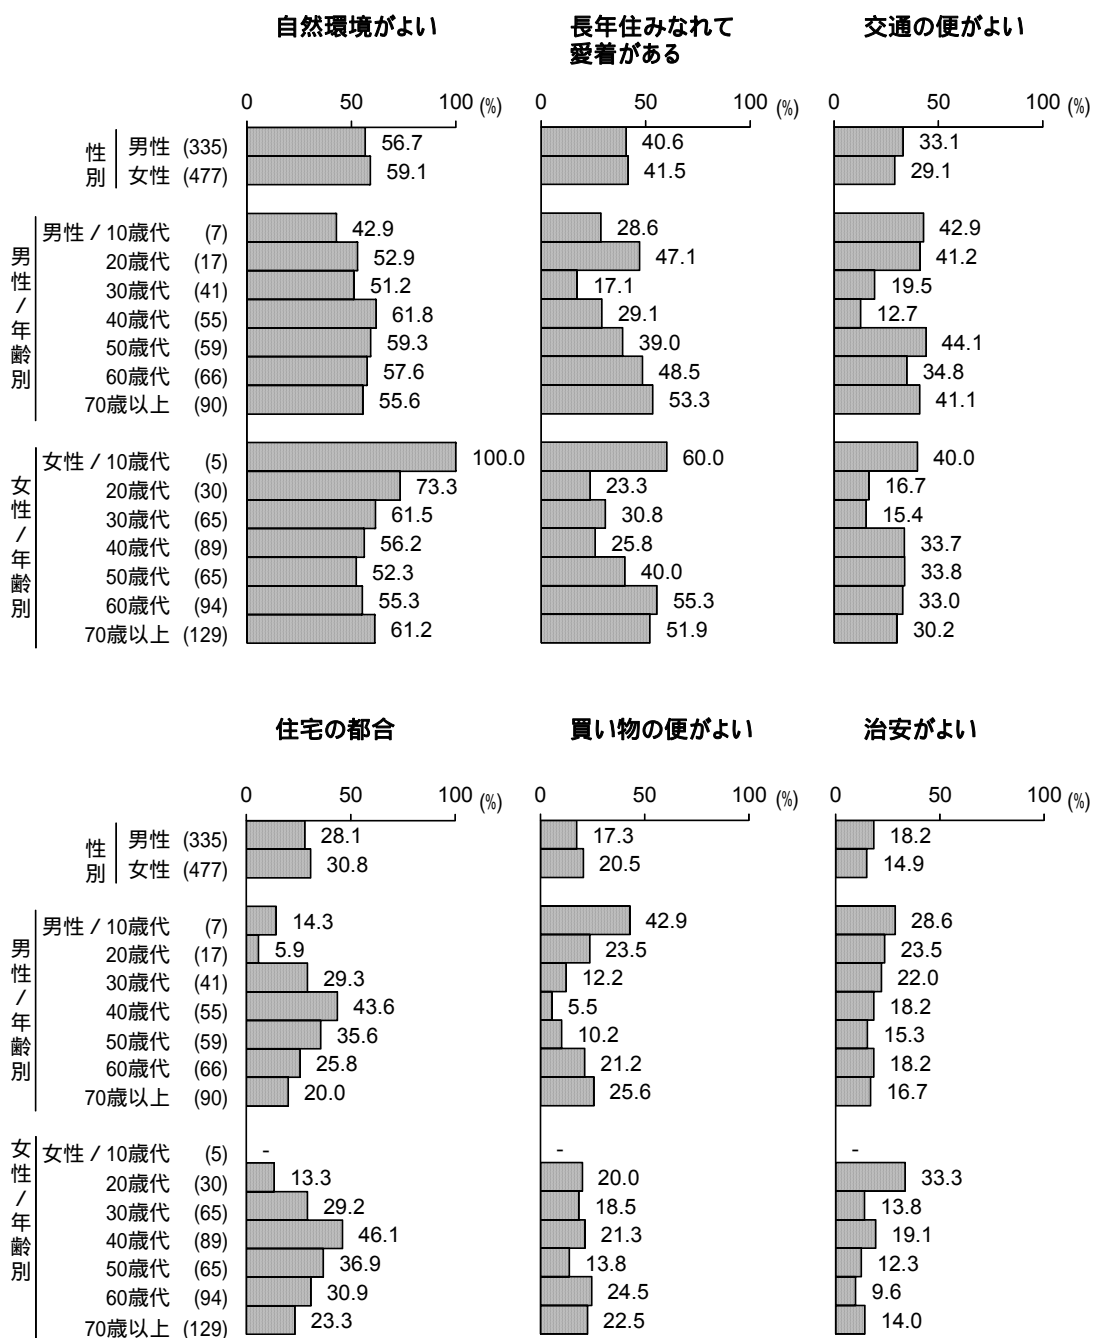 自然環境がよい 長年住みなれて 交通の便がよい
愛着がある
0 50 100 (%) 0 50 100 (%) 0 50 100 (%)
性別
男性 (335) 56.7 40.6 33.1
女性 (477) 59.1 41.5 29.1
男性/年齢別
男性/10歳代 (7) 42.9 28.6 42.9
20歳代 (17) 52.9 47.1 41.2
30歳代 (41) 51.2 17.1 19.5
40歳代 (55) 61.8 29.1 12.7
50歳代 (59) 59.3 39.0 44.1
60歳代 (66) 57.6 48.5 34.8
70歳以上 (90) 55.6 53.3 41.1
女性/年齢別
女性/10歳代 (5) 100.0 60.0 40.0
20歳代 (30) 73.3 23.3 16.7
30歳代 (65) 61.5 30.8 15.4
40歳代 (89) 56.2 25.8 33.7
50歳代 (65) 52.3 40.0 33.8
60歳代 (94) 55.3 55.3 33.0
70歳以上 (129) 61.2 51.9 30.2
住宅の都合 買い物の便がよい 治安がよい
0 50 100 (%) 0 50 100 (%) 0 50 100 (%)
性別
男性 (335) 28.1 17.3 18.2
女性 (477) 30.8 20.5 14.9
男性/年齢別
男性/10歳代 (7) 14.3 42.9 28.6
20歳代 (17) 5.9 23.5 23.5
30歳代 (41) 29.3 12.2 22.0
40歳代 (55) 43.6 5.5 18.2
50歳代 (59) 35.6 10.2 15.3
60歳代 (66) 25.8 21.2 18.2
70歳以上 (90) 20.0 25.6 16.7
女性/年齢別
女性/10歳代 (5) - - -
20歳代 (30) 13.3 20.0 33.3
30歳代 (65) 29.2 18.5 13.8
40歳代 (89) 46.1 21.3 19.1
50歳代 (65) 36.9 13.8 12.3
60歳代 (94) 30.9 24.5 9.6
70歳以上 (129) 23.3 22.5 14.0